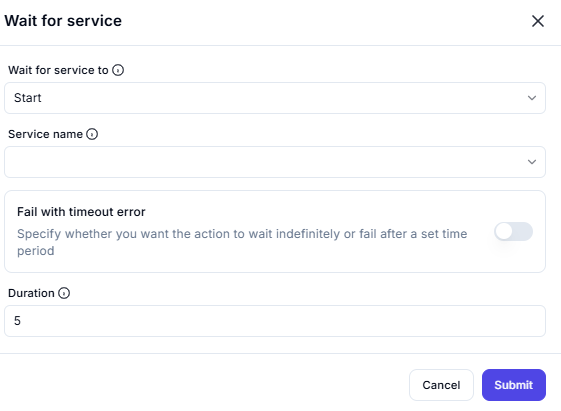 Wait for service
Wait for service to
Start
Service name
Fail with timeout error
Specify whether you want the action to wait indefinitely or fail after a set time
period
Duration
5
Cancel
Submit